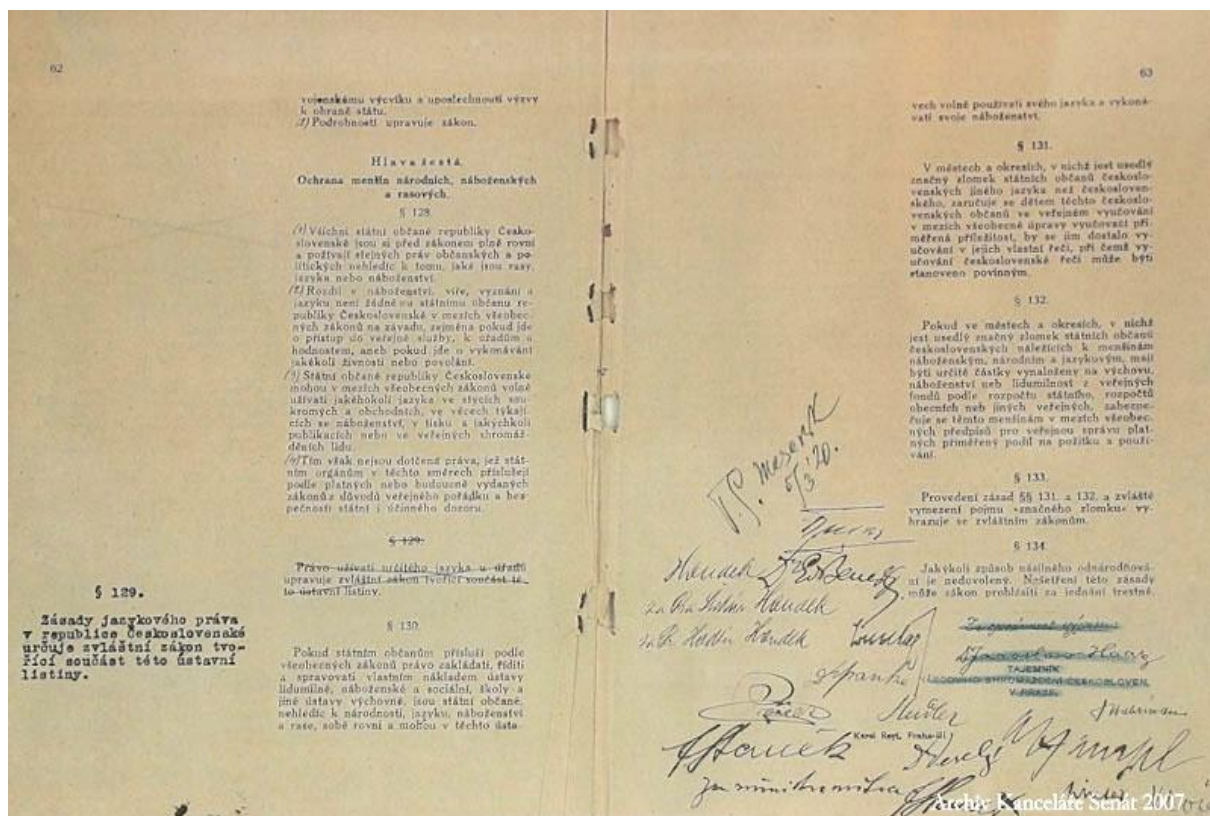 62
vojenskému výcviku a uposlechnouti výzvy
k obraně státu.
(2) Podrobnosti upravuje zákon.
Hlava šestá.
Ochrana menšin národních, náboženských
a rasových.
§ 128.
(1) Všichni státní občané republiky Česko-
slovenské jsou si před zákonem plně rovni
a požívají stejných práv občanských a po-
litických nehledíc k tomu, jaké jsou rasy,
jazyka nebo náboženství.
(2) Rozdíl v náboženství, víře, vyznání a
jazyku není žádnému státnímu občanu re-
publiky Československé v mezích všeobec-
ných zákonů na závadu, zejména pokud jde
o přístup do veřejné služby, k úřadům a
hodnostem, aneb pokud jde o vykonávání
jakékoli živnosti nebo povolání.
(3) Státní občané republiky Československé
mohou v mezích všeobecných zákonů volně
užívati jakéhokoli jazyka ve stycích sou-
kromých a obchodních, ve věcech týkají-
cích se náboženství, v tisku a jakýchkoli
publikacích nebo ve veřejných shromáž-
děních lidu.
(4) Tím však nejsou dotčena práva, jež stát-
ním orgánům v těchto směrech příslušejí
podle platných nebo budoucně vydaných
zákonů z důvodů veřejného pořádku a bez-
pečnosti státní i účinného dozoru.
§ 129.
Právo užívati určitého jazyka u úřadů
upravuje zvláštní zákon tvořící součást té-
to ústavní listiny.
§ 129.
Zásady jazykového práva
v republice Československé
určuje zvláštní zákon tvo-
řící součást této ústavní
listiny.
§ 130.
Pokud státním občanům přísluší podle
všeobecných zákonů právo zakládati, říditi
a spravovati vlastním nákladem ústavy
lidumilné, náboženské a sociální, školy a
jiné ústavy výchovné, jsou státní občané,
nehledíc k národnosti, jazyku, náboženství
a rase, sobě rovni a mohou v těchto ústa-
63
vech volně používati svého jazyka a vykoná-
vati svoje náboženství.
§ 131.
V městech a okresích, v nichž jest usedlý
značný zlomek státních občanů českoslo-
venských jiného jazyka než českosloven-
ského, zaručuje se dětem těchto českoslo-
venských občanů ve veřejném vyučování
v mezích všeobecné úpravy vyučovací při-
měřená příležitost, by se jim dostalo vy-
učování v jejich vlastní řeči, při čemž vy-
učování československé řeči může býti
stanoveno povinným.
§ 132.
Pokud ve městech a okresích, v nichž
jest usedlý značný zlomek státních občanů
československých náležících k menšinám
náboženským, národním a jazykovým, mají
býti určité částky vynaloženy na výchovu,
náboženství neb lidumilnost z veřejných
fondů podle rozpočtu státního, rozpočtů
obecních neb jiných veřejných, zabezpe-
čuje se těmto menšinám v mezích všeobec-
ných předpisů pro veřejnou správu plat-
ných přiměřený podíl na požitku a použí-
vání.
§ 133.
Provedení zásad §§ 131. a 132. a zvláště
vymezení pojmu »značného zlomku« vy-
hrazuje se zvláštním zákonům.
§ 134.
Jakýkoli způsob násilného odnárodňová-
ní je nedovolený. Nešetření této zásady
může zákon prohlásiti za jednání trestné.
T.G. Masaryk
5/3 '20.
Houdek Dr Ed Beneš
Houdek
Houdek
Franke
TAJEMNÍK
NÁRODNÍHO SHROMÁŽDĚNÍ ČESKOSLOVEN.
V PRAZE.
Staněk
Veselý
Archiv Kanceláře Senát 2007